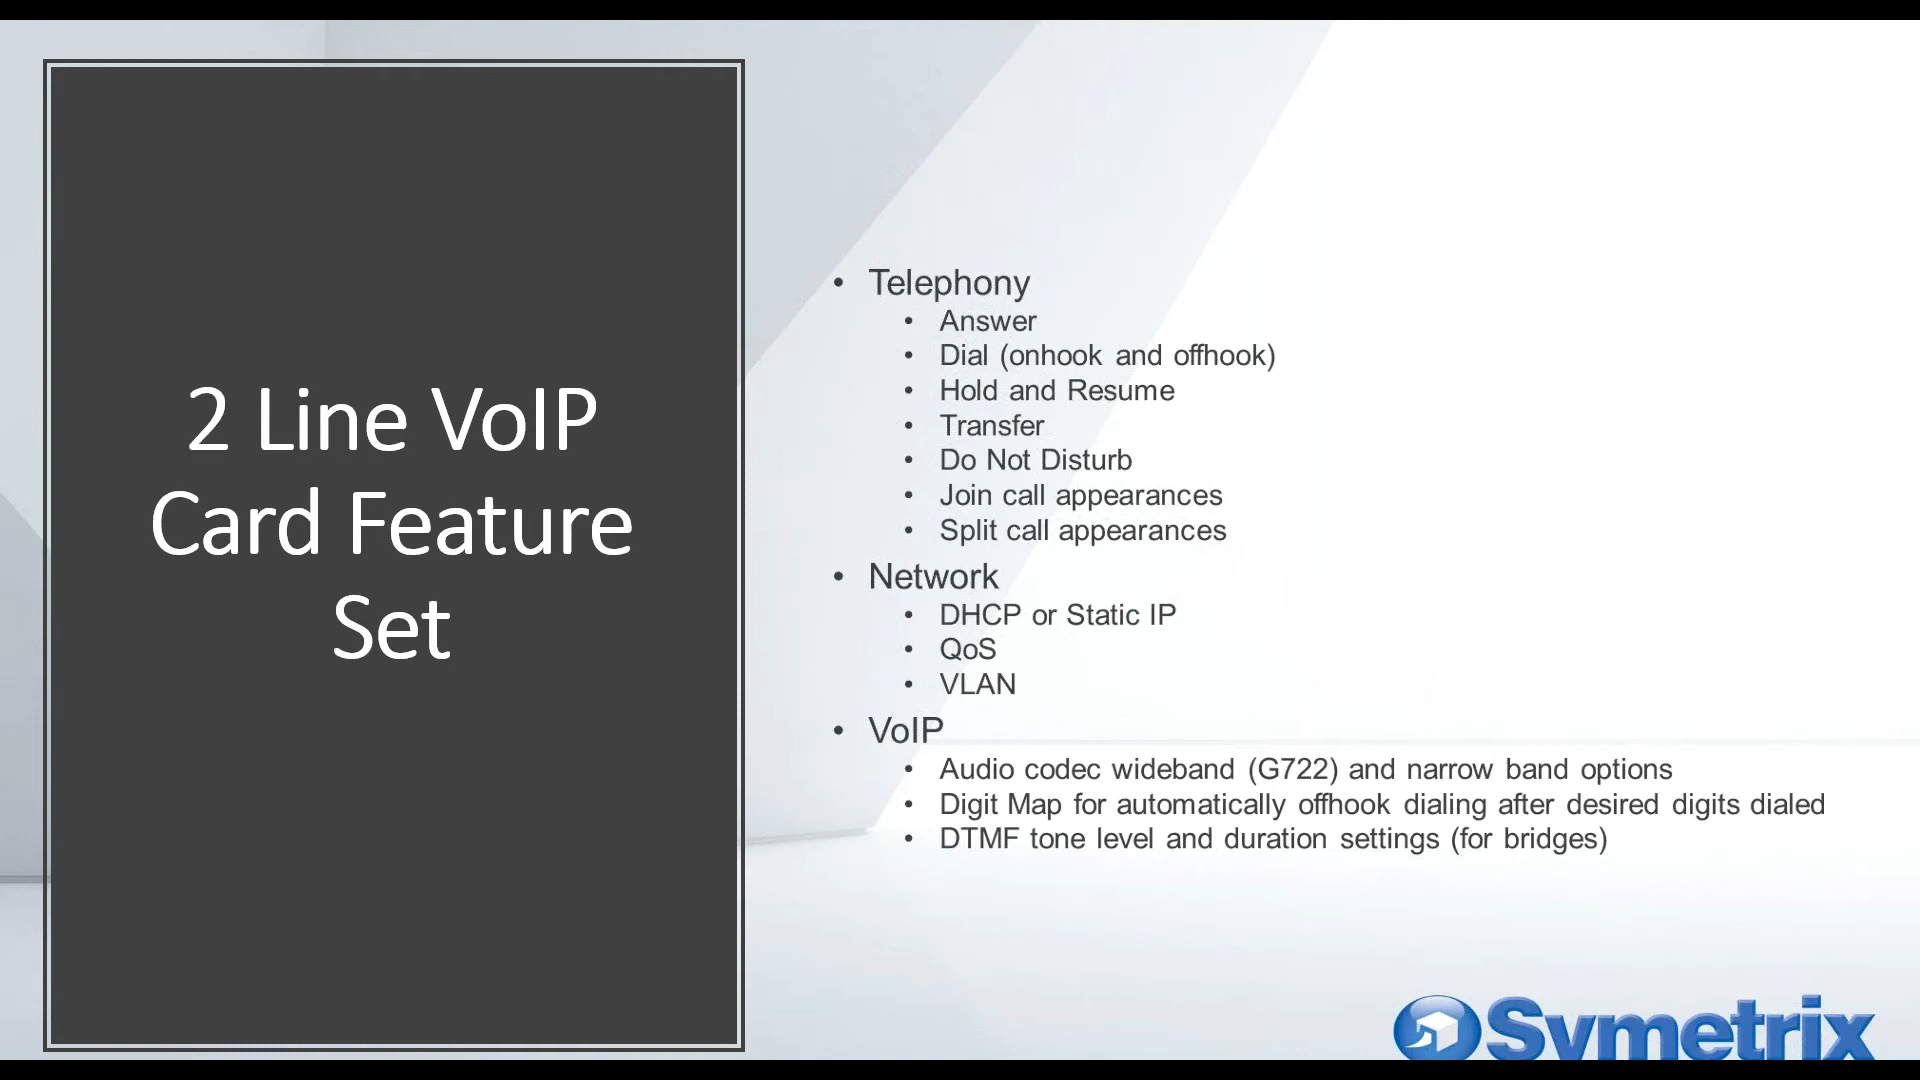 2 Line VoIP
Card Feature
Set
• Telephony
• Answer
• Dial (onhook and offhook)
• Hold and Resume
• Transfer
• Do Not Disturb
• Join call appearances
• Split call appearances
• Network
• DHCP or Static IP
• QoS
• VLAN
• VoIP
• Audio codec wideband (G722) and narrow band options
• Digit Map for automatically offhook dialing after desired digits dialed
• DTMF tone level and duration settings (for bridges)
Symetrix